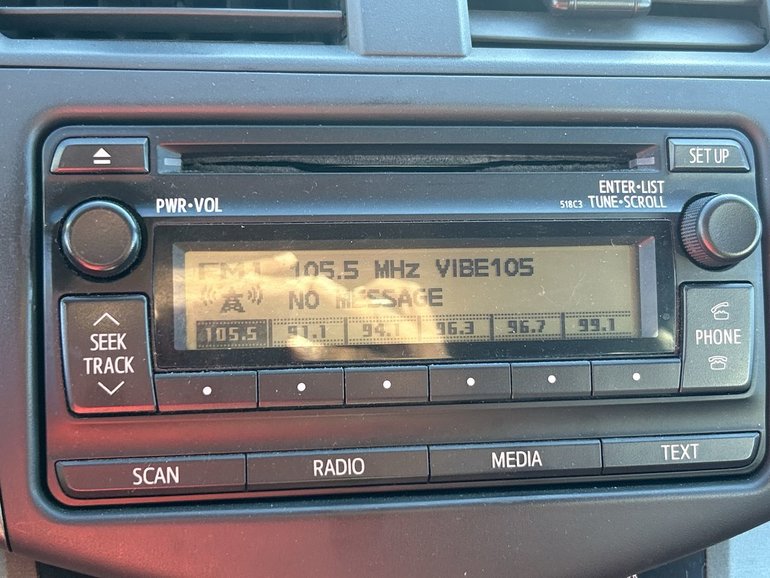 SET UP
PWR•VOL
ENTER•LIST
518C3 TUNE•SCROLL
FM1 105.5 MHz VIBE105
NO MESSAGE
105.5 91.1 94.1 96.3 96.7 99.1
SEEK
TRACK
PHONE
SCAN RADIO MEDIA TEXT